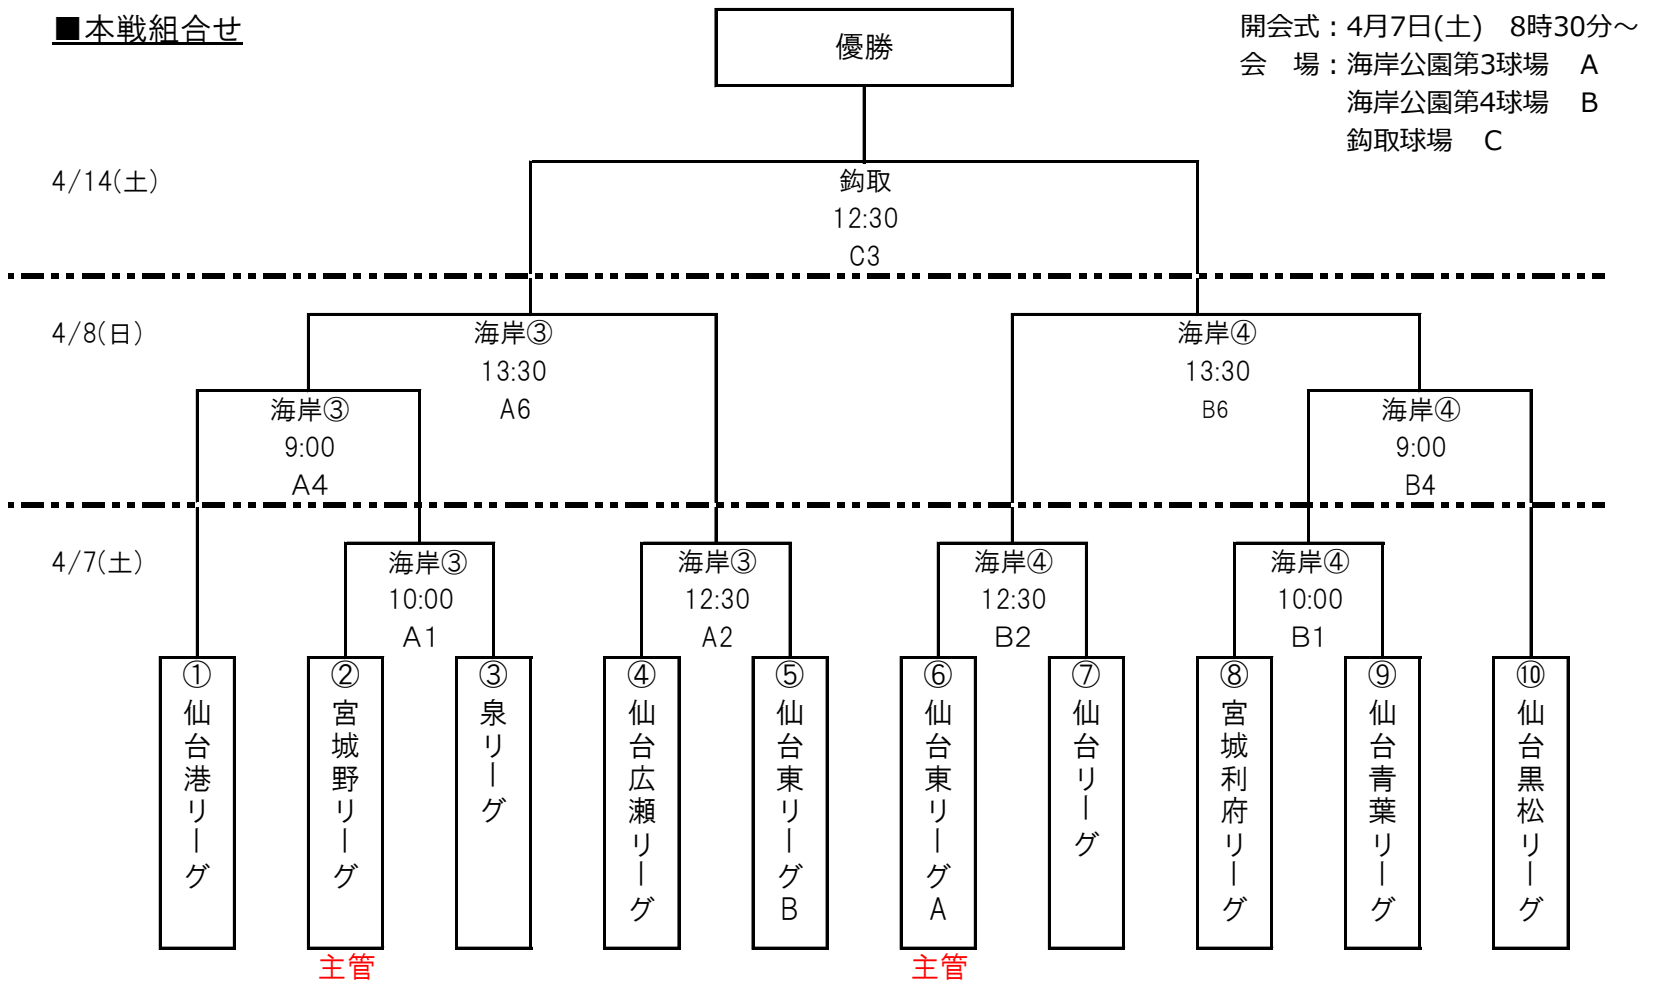 ■本戦組合せ
優勝
開会式：4月7日(土)　8時30分～
会　場：海岸公園第3球場　A
海岸公園第4球場　B
鈎取球場　C
4/14(土)
鈎取
12:30
C3
4/8(日)
海岸③
13:30
A6
海岸④
13:30
B6
海岸③
9:00
A4
海岸④
9:00
B4
4/7(土)
海岸③
10:00
A1
海岸③
12:30
A2
海岸④
12:30
B2
海岸④
10:00
B1
①仙台港リーグ
②宮城野リーグ
③泉リーグ
④仙台広瀬リーグ
⑤仙台東リーグB
⑥仙台東リーグA
⑦仙台リーグ
⑧宮城利府リーグ
⑨仙台青葉リーグ
⑩仙台黒松リーグ
主管
主管